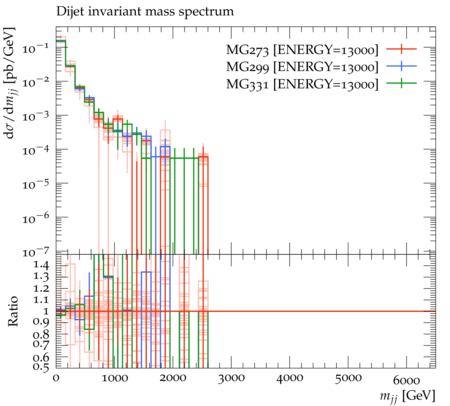 Dijet invariant mass spectrum
dσ/dm_jj [pb/GeV]
MG273 [ENERGY=13000]
MG299 [ENERGY=13000]
MG331 [ENERGY=13000]
10⁻¹
10⁻²
10⁻³
10⁻⁴
10⁻⁵
10⁻⁶
10⁻⁷
Ratio
1.4
1.3
1.2
1.1
1
0.9
0.8
0.7
0.6
0.5
0 1000 2000 3000 4000 5000 6000
m_jj [GeV]